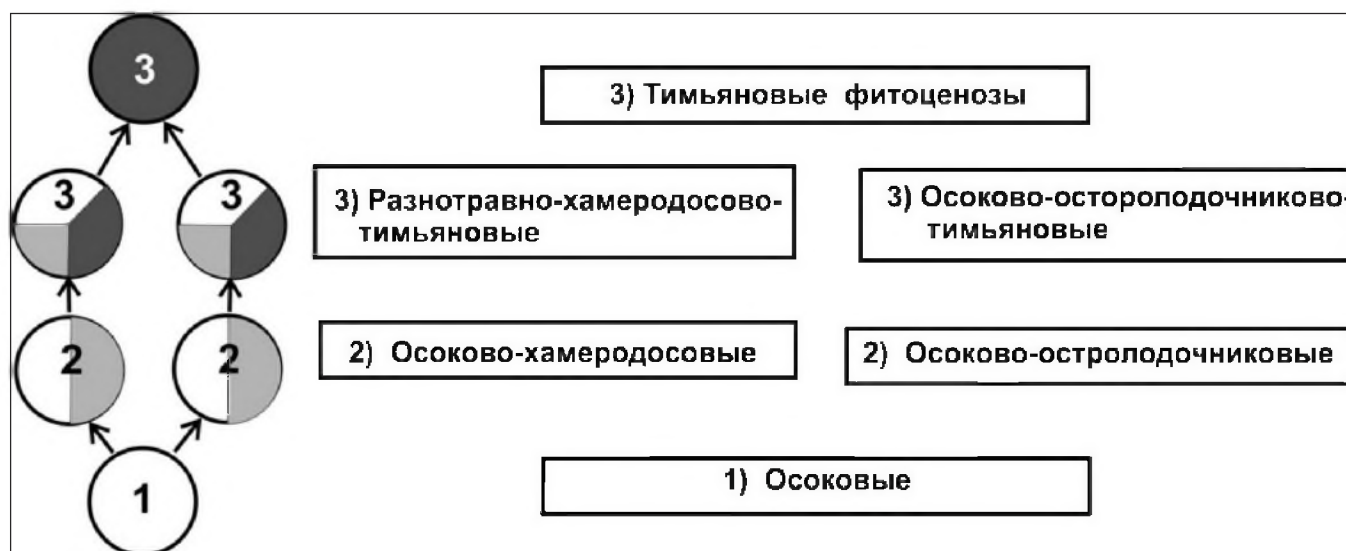 3
3) Тимьяновые фитоценозы
3
3
3) Разнотравно-хамеродосово-
тимьяновые
3) Осоково-осторолодочниково-
тимьяновые
2
2
2) Осоково-хамеродосовые
2) Осоково-остролодочниковые
1
1) Осоковые